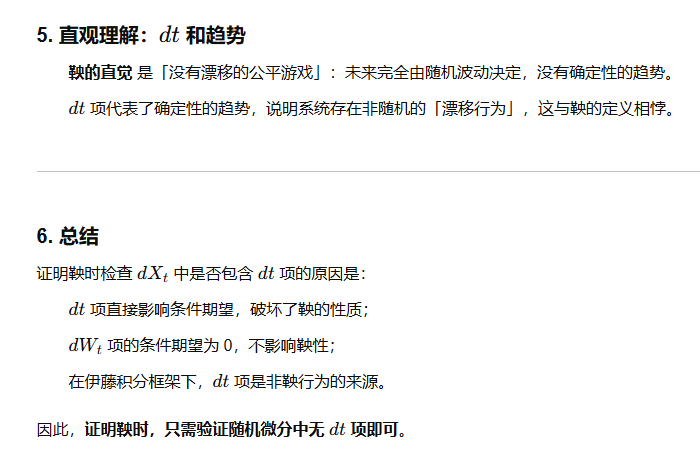 5. 直观理解：dt 和趋势
鞅的直觉 是「没有漂移的公平游戏」：未来完全由随机波动决定，没有确定性的趋势。
dt 项代表了确定性的趋势，说明系统存在非随机的「漂移行为」，这与鞅的定义相悖。
6. 总结
证明鞅时检查 dXₜ 中是否包含 dt 项的原因是：
dt 项直接影响条件期望，破坏了鞅的性质；
dWₜ 项的条件期望为 0，不影响鞅性；
在伊藤积分框架下，dt 项是非鞅行为的来源。
因此，证明鞅时，只需验证随机微分中无 dt 项即可。